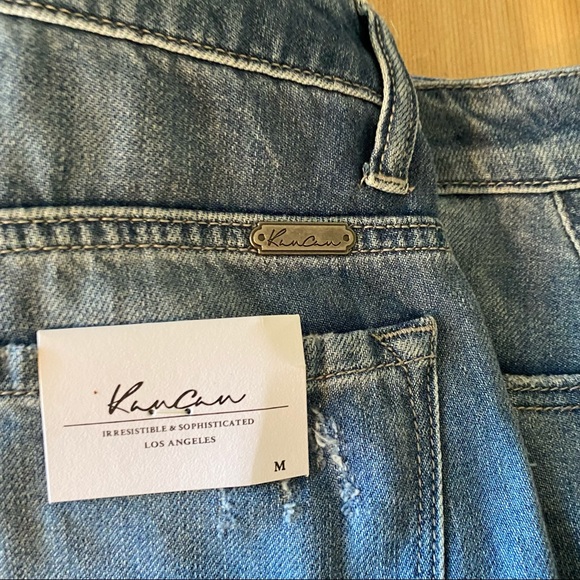 KanCan
KanCan
IRRESISTIBLE & SOPHISTICATED
LOS ANGELES
M